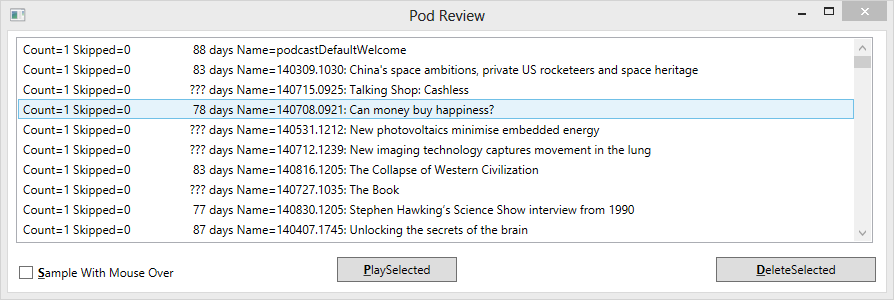 Pod Review
Count=1 Skipped=0 88 days Name=podcastDefaultWelcome
Count=1 Skipped=0 83 days Name=140309.1030: China's space ambitions, private US rocketeers and space heritage
Count=1 Skipped=0 ??? days Name=140715.0925: Talking Shop: Cashless
Count=1 Skipped=0 78 days Name=140708.0921: Can money buy happiness?
Count=1 Skipped=0 ??? days Name=140531.1212: New photovoltaics minimise embedded energy
Count=1 Skipped=0 ??? days Name=140712.1239: New imaging technology captures movement in the lung
Count=1 Skipped=0 83 days Name=140816.1205: The Collapse of Western Civilization
Count=1 Skipped=0 ??? days Name=140727.1035: The Book
Count=1 Skipped=0 77 days Name=140830.1205: Stephen Hawking’s Science Show interview from 1990
Count=1 Skipped=0 87 days Name=140407.1745: Unlocking the secrets of the brain
Sample With Mouse Over PlaySelected DeleteSelected